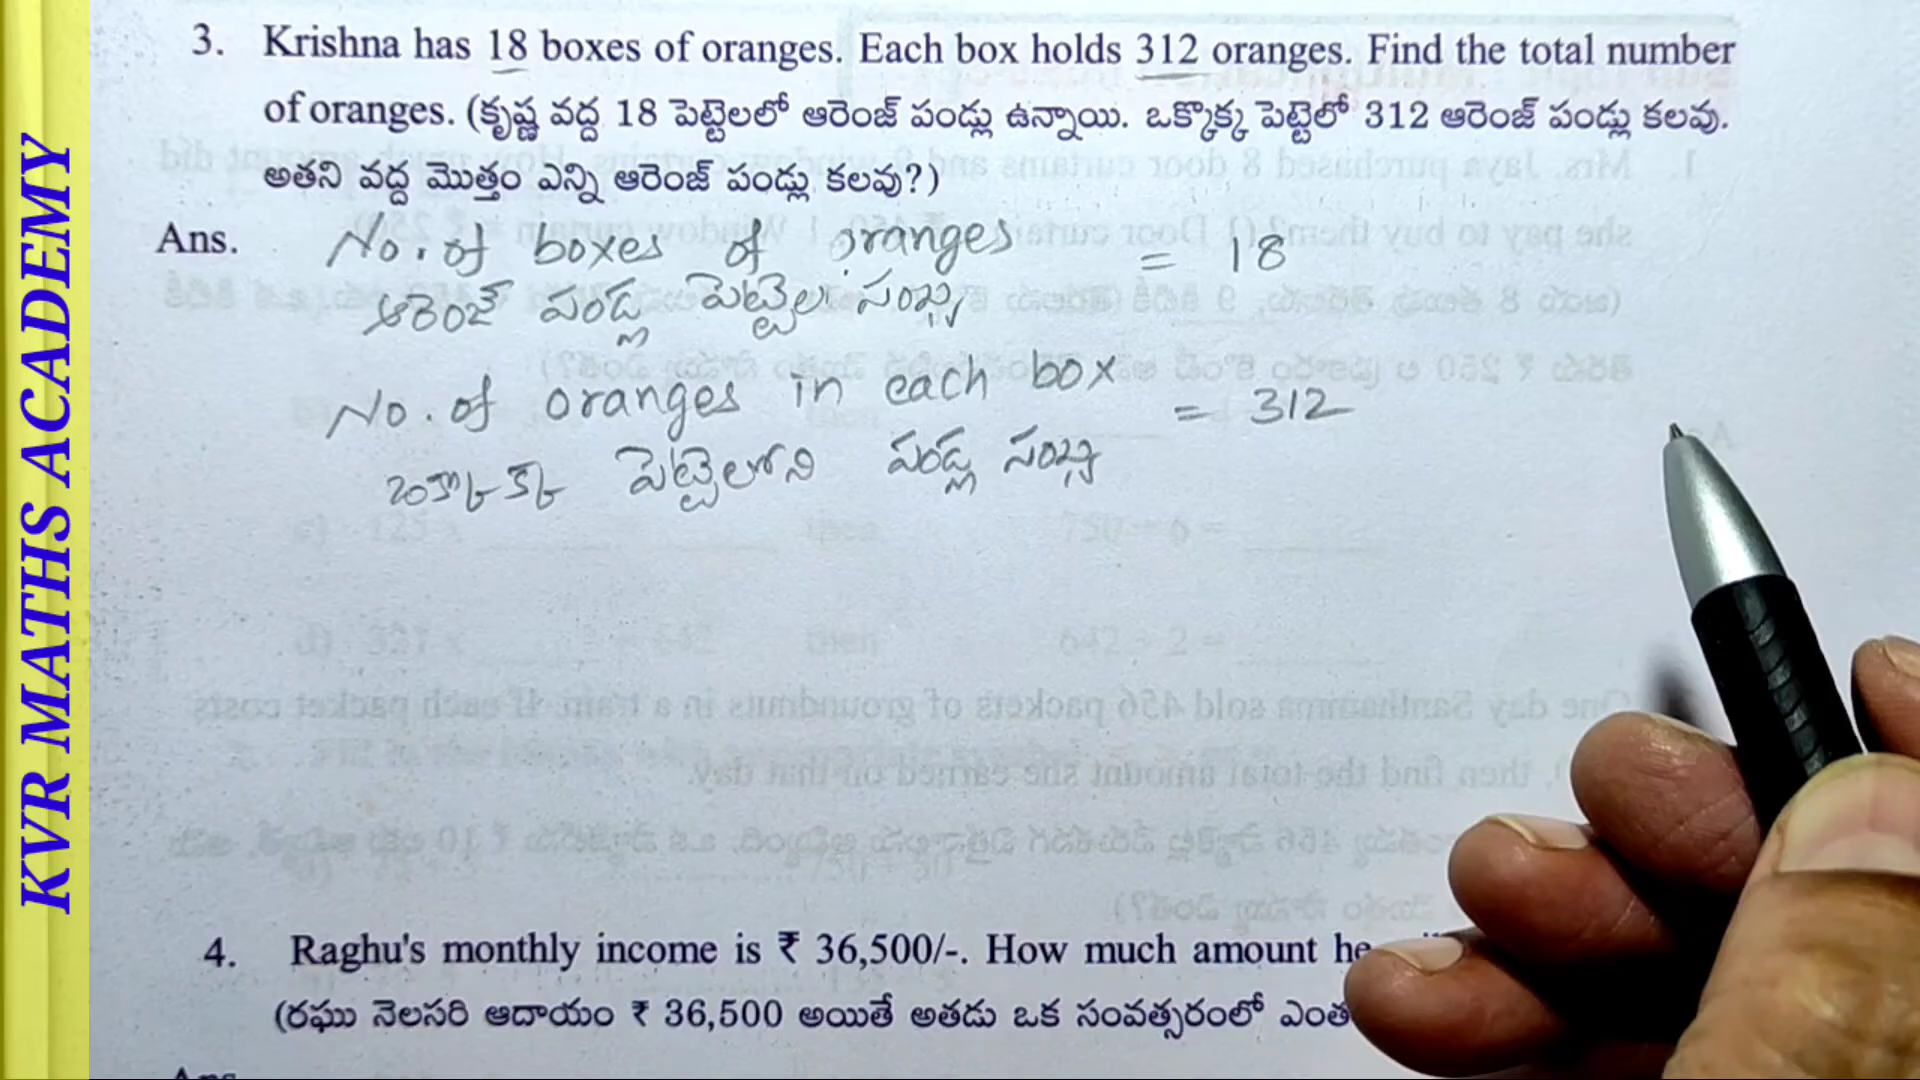 KVR MATHS ACADEMY
3. Krishna has 18 boxes of oranges. Each box holds 312 oranges. Find the total number
of oranges. (కృష్ణ వద్ద 18 పెట్టెలలో ఆరెంజ్ పండ్లు ఉన్నాయి. ఒక్కొక్క పెట్టెలో 312 ఆరెంజ్ పండ్లు కలవు.
అతని వద్ద మొత్తం ఎన్ని ఆరెంజ్ పండ్లు కలవు?)
Ans. No. of boxes of oranges = 18
ఆరెంజ్ పండ్ల పెట్టెల సంఖ్య
No. of oranges in each box = 312
ఒక్కొక్క పెట్టెలోని పండ్ల సంఖ్య
4. Raghu's monthly income is ₹ 36,500/-. How much amount he
(రఘు నెలసరి ఆదాయం ₹ 36,500 అయితే అతడు ఒక సంవత్సరంలో ఎంత